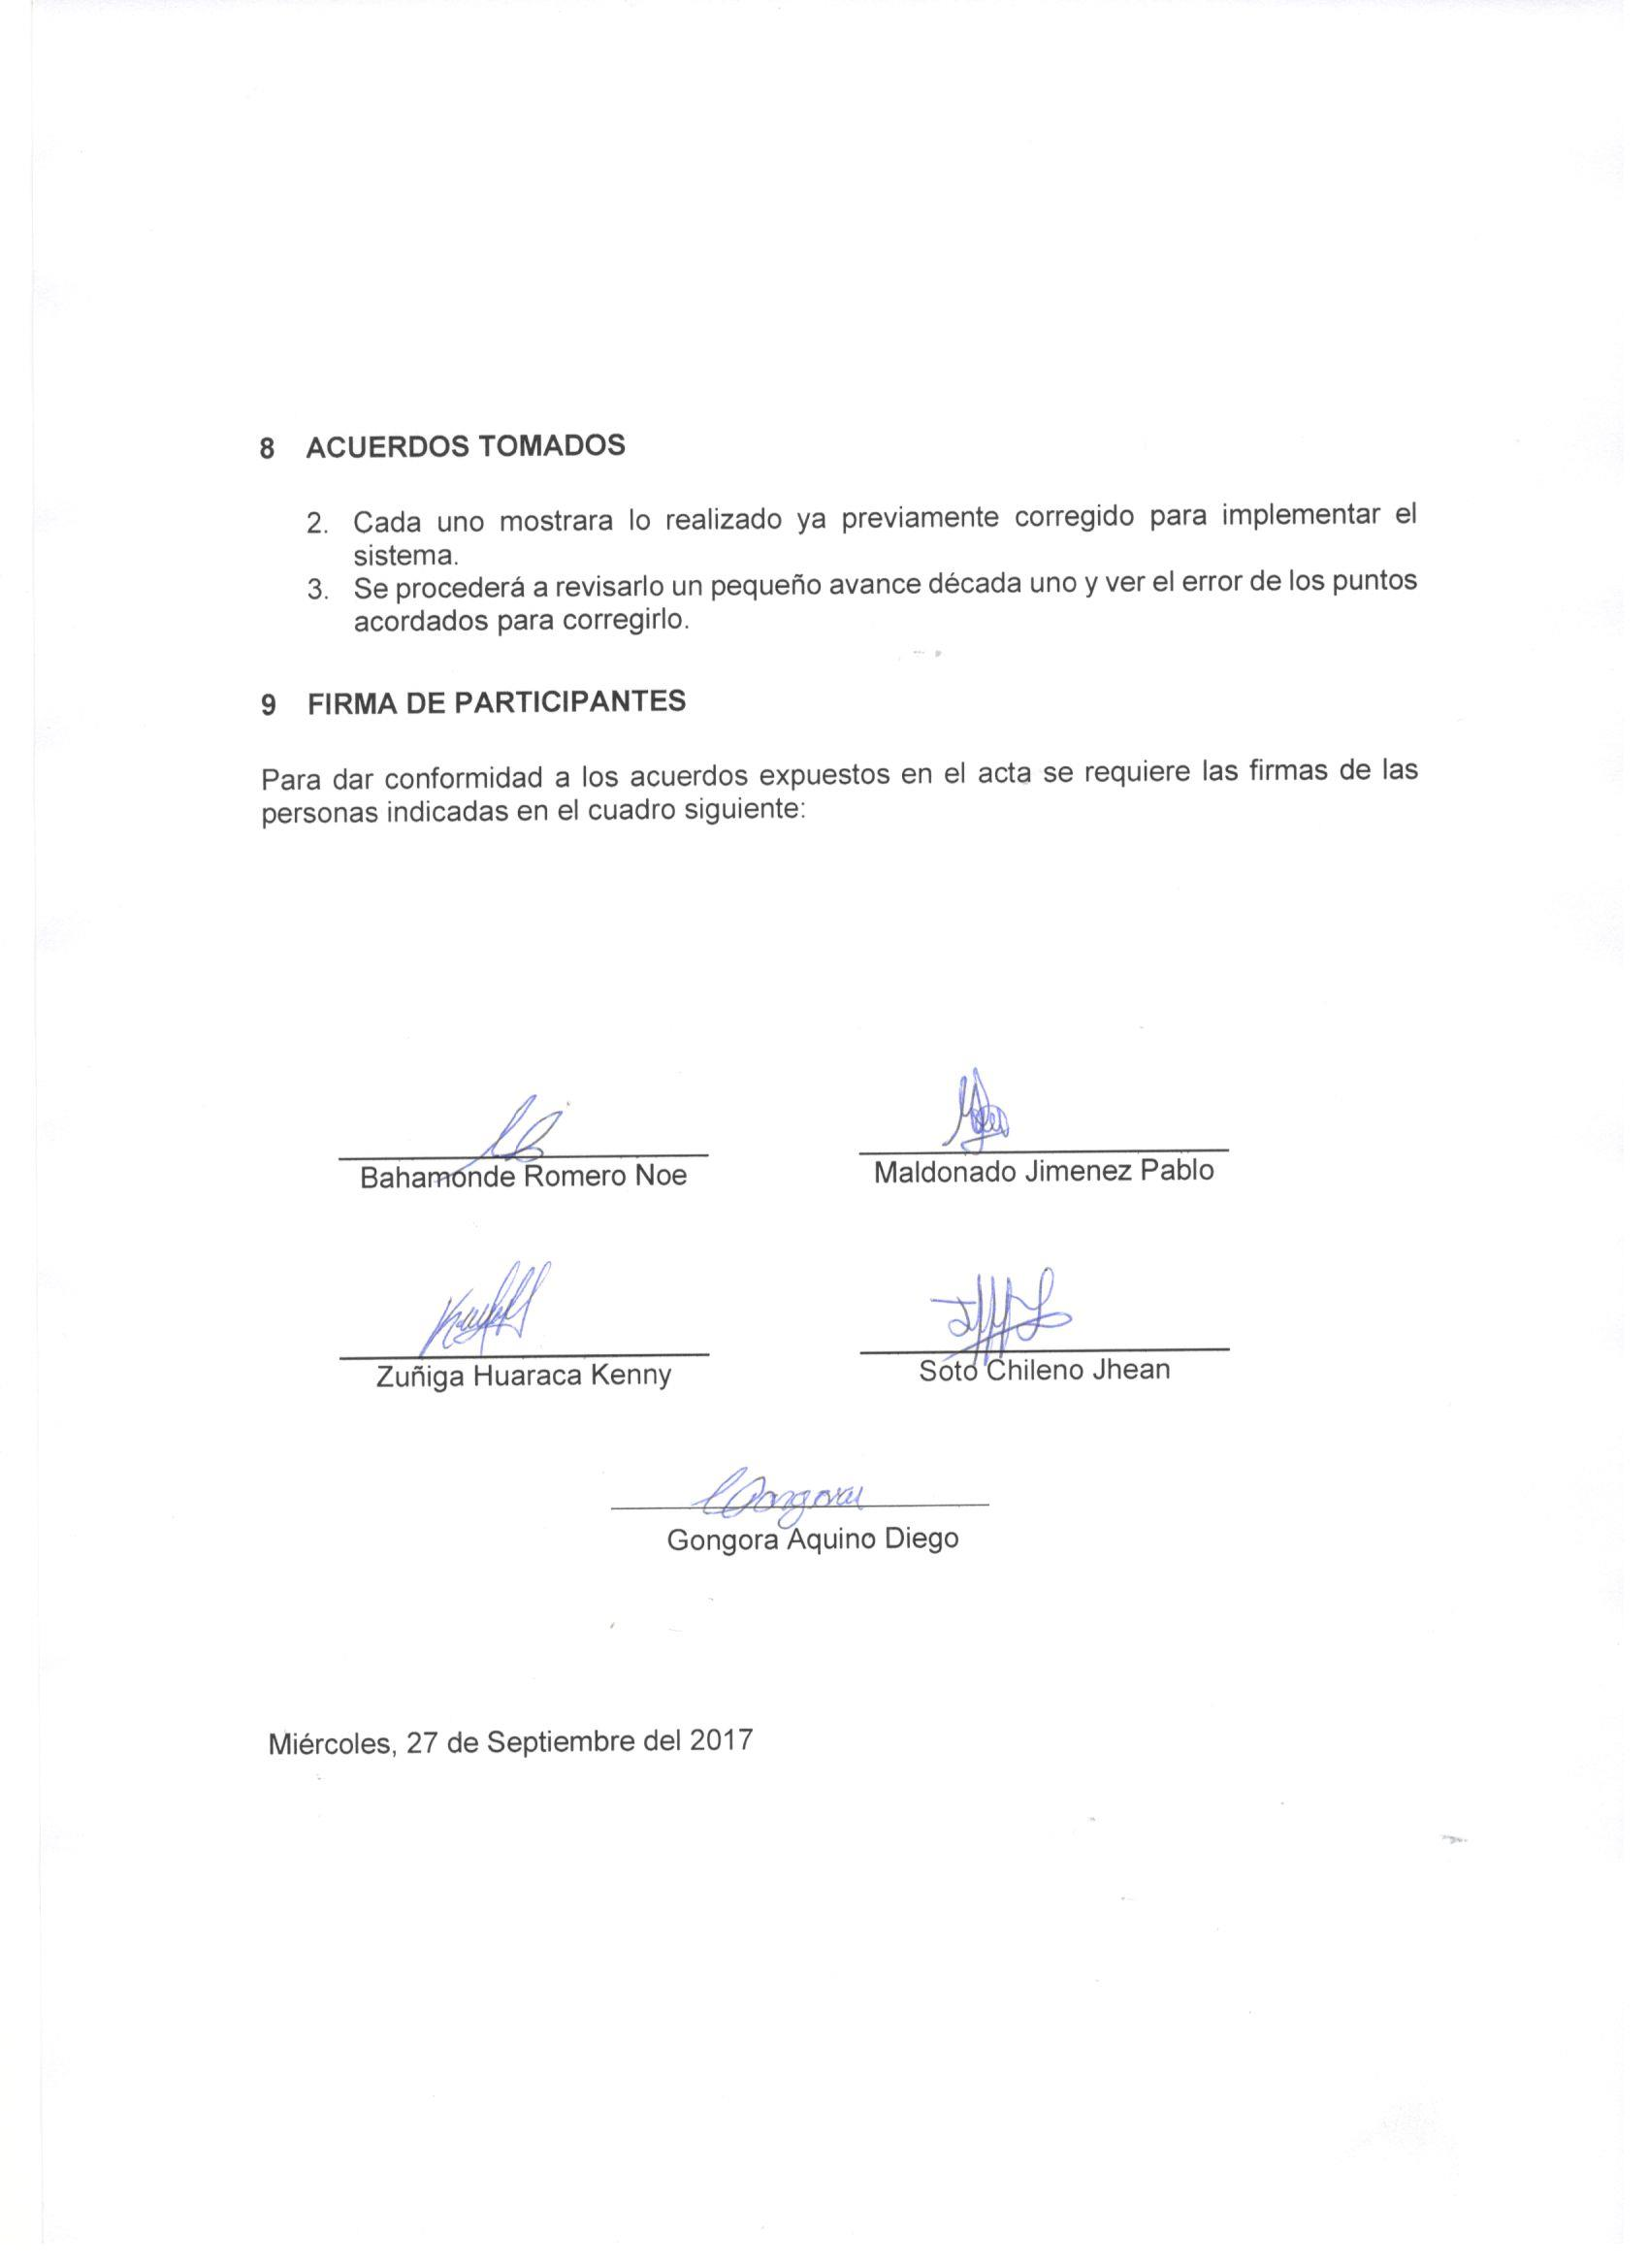 8 ACUERDOS TOMADOS
2. Cada uno mostrara lo realizado ya previamente corregido para implementar el
sistema.
3. Se procederá a revisarlo un pequeño avance década uno y ver el error de los puntos
acordados para corregirlo.
9 FIRMA DE PARTICIPANTES
Para dar conformidad a los acuerdos expuestos en el acta se requiere las firmas de las
personas indicadas en el cuadro siguiente:
Bahamonde Romero Noe
Maldonado Jimenez Pablo
Zuñiga Huaraca Kenny
Soto Chileno Jhean
Gongora Aquino Diego
Miércoles, 27 de Septiembre del 2017